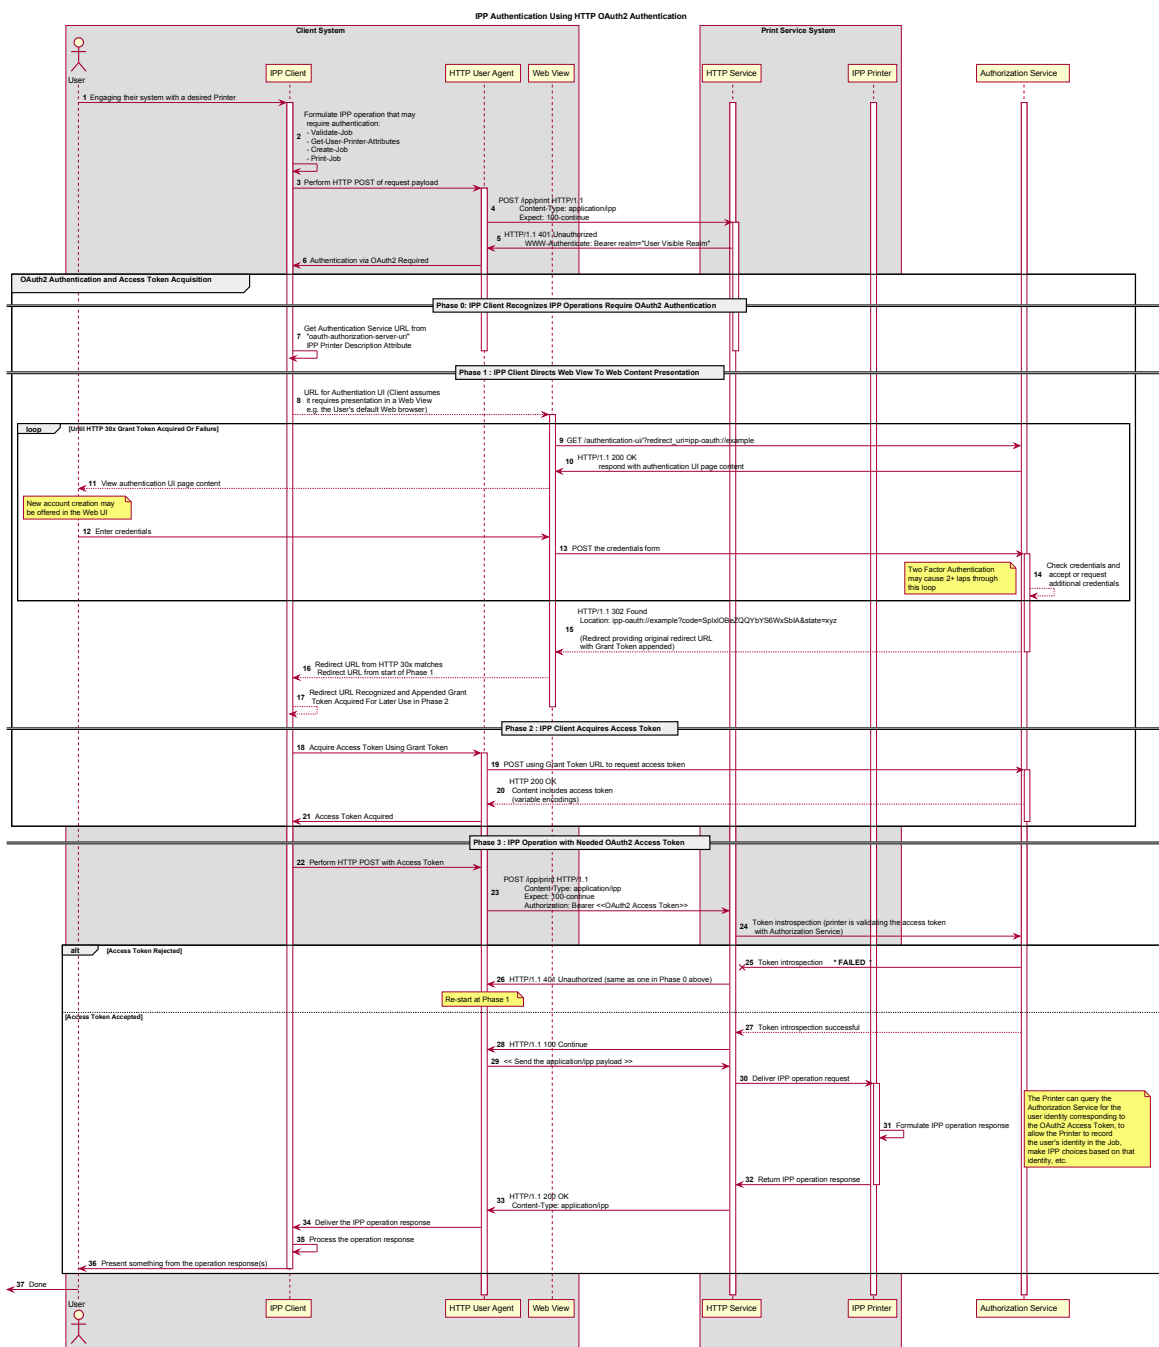 IPP Authentication Using HTTP OAuth2 Authentication
Client System
Print Service System
User
IPP Client
HTTP User Agent
Web View
HTTP Service
IPP Printer
Authorization Service
1 Engaging their system with a desired Printer
2 Formulate IPP operation that may
require authentication:
- Validate-Job
- Get-User-Printer-Attributes
- Create-Job
- Print-Job
3 Perform HTTP POST of request payload
4 POST /ipp/print HTTP/1.1
Content-Type: application/ipp
Expect: 100-continue
5 HTTP/1.1 401 Unauthorized
WWW-Authenticate: Bearer realm="User Visible Realm"
6 Authentication via OAuth2 Required
OAuth2 Authentication and Access Token Acquisition
Phase 0: IPP Client Recognizes IPP Operations Require OAuth2 Authentication
7 Get Authentication Service URL from
"oauth-authorization-server-uri"
IPP Printer Description Attribute
Phase 1 : IPP Client Directs Web View To Web Content Presentation
8 URL for Authentiation UI (Client assumes
it requires presentation in a Web View
e.g. the User's default Web browser)
loop [Until HTTP 30x Grant Token Acquired Or Failure]
9 GET /authentication-ui/?redirect_uri=ipp-oauth://example
10 HTTP/1.1 200 OK
respond with authentication UI page content
11 View authentication UI page content
New account creation may
be offered in the Web UI
12 Enter credentials
13 POST the credentials form
Two Factor Authentication
may cause 2+ laps through
this loop
14 Check credentials and
accept or request
additional credentials
15 HTTP/1.1 302 Found
Location: ipp-oauth://example?code=SplxlOBeZQQYbYS6WxSbIA&state=xyz
(Redirect providing original redirect URL
with Grant Token appended)
16 Redirect URL from HTTP 30x matches
Redirect URL from start of Phase 1
17 Redirect URL Recognized and Appended Grant
Token Acquired For Later Use in Phase 2
Phase 2 : IPP Client Acquires Access Token
18 Acquire Access Token Using Grant Token
19 POST using Grant Token URL to request access token
20 HTTP 200 OK
Content includes access token
(variable encodings)
21 Access Token Acquired
Phase 3 : IPP Operation with Needed OAuth2 Access Token
22 Perform HTTP POST with Access Token
23 POST /ipp/print HTTP/1.1
Content-Type: application/ipp
Expect: 100-continue
Authorization: Bearer <<OAuth2 Access Token>>
24 Token instrospection (printer is validating the access token
with Authorization Service)
alt [Access Token Rejected]
25 Token introspection * FAILED *
26 HTTP/1.1 401 Unauthorized (same as one in Phase 0 above)
Re-start at Phase 1
[Access Token Accepted]
27 Token introspection successful
28 HTTP/1.1 100 Continue
29 << Send the application/ipp payload >>
30 Deliver IPP operation request
The Printer can query the
Authorization Service for the
user identity corresponding to
the OAuth2 Access Token, to
allow the Printer to record
the user's identity in the Job,
make IPP choices based on that
identity, etc.
31 Formulate IPP operation response
32 Return IPP operation response
33 HTTP/1.1 200 OK
Content-Type: application/ipp
34 Deliver the IPP operation response
35 Process the operation response
36 Present something from the operation response(s)
37 Done
User
IPP Client
HTTP User Agent
Web View
HTTP Service
IPP Printer
Authorization Service